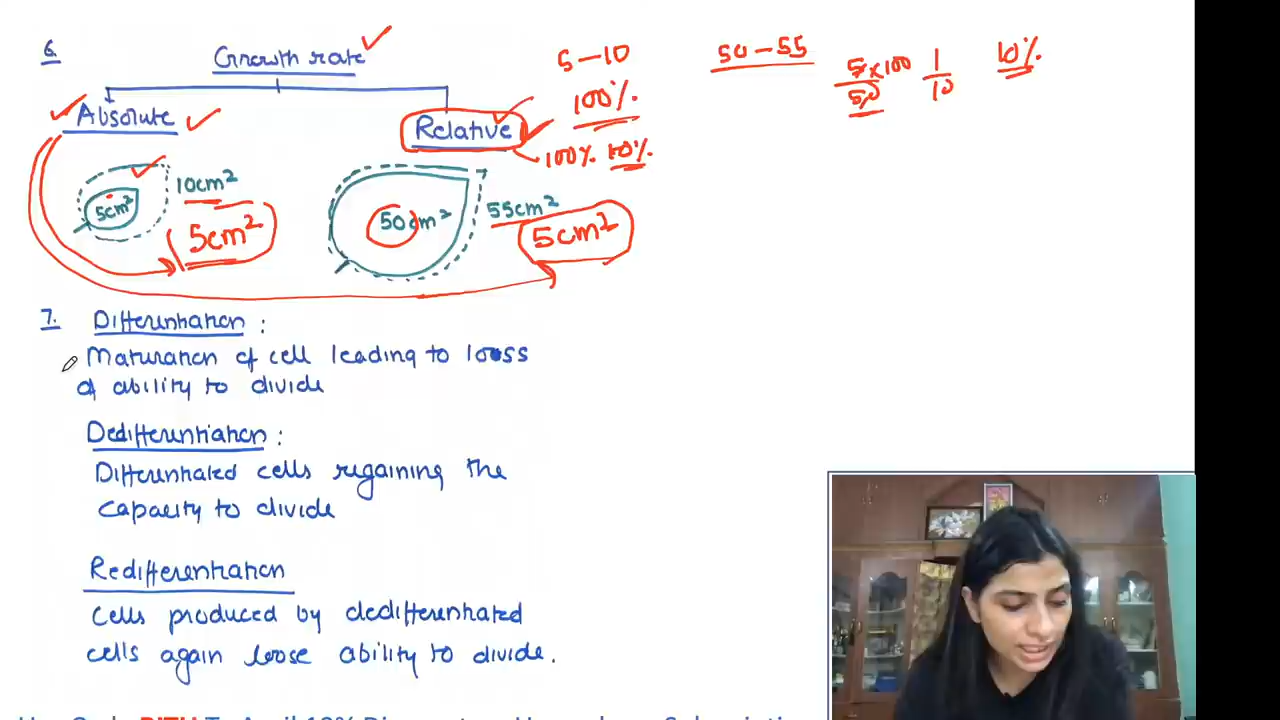 6.
Growth rate
Absolute
Relative
5-10
100%
100% 10%
50-55
5x100
50
1
10
10%
5cm²
10cm²
5cm²
50cm²
55cm²
5cm²
7. Differentiation :
Maturation of cell leading to loss
of ability to divide
Dedifferentiation :
Differentiated cells regaining the
capacity to divide
Redifferentiation
Cells produced by dedifferentiated
cells again loose ability to divide.